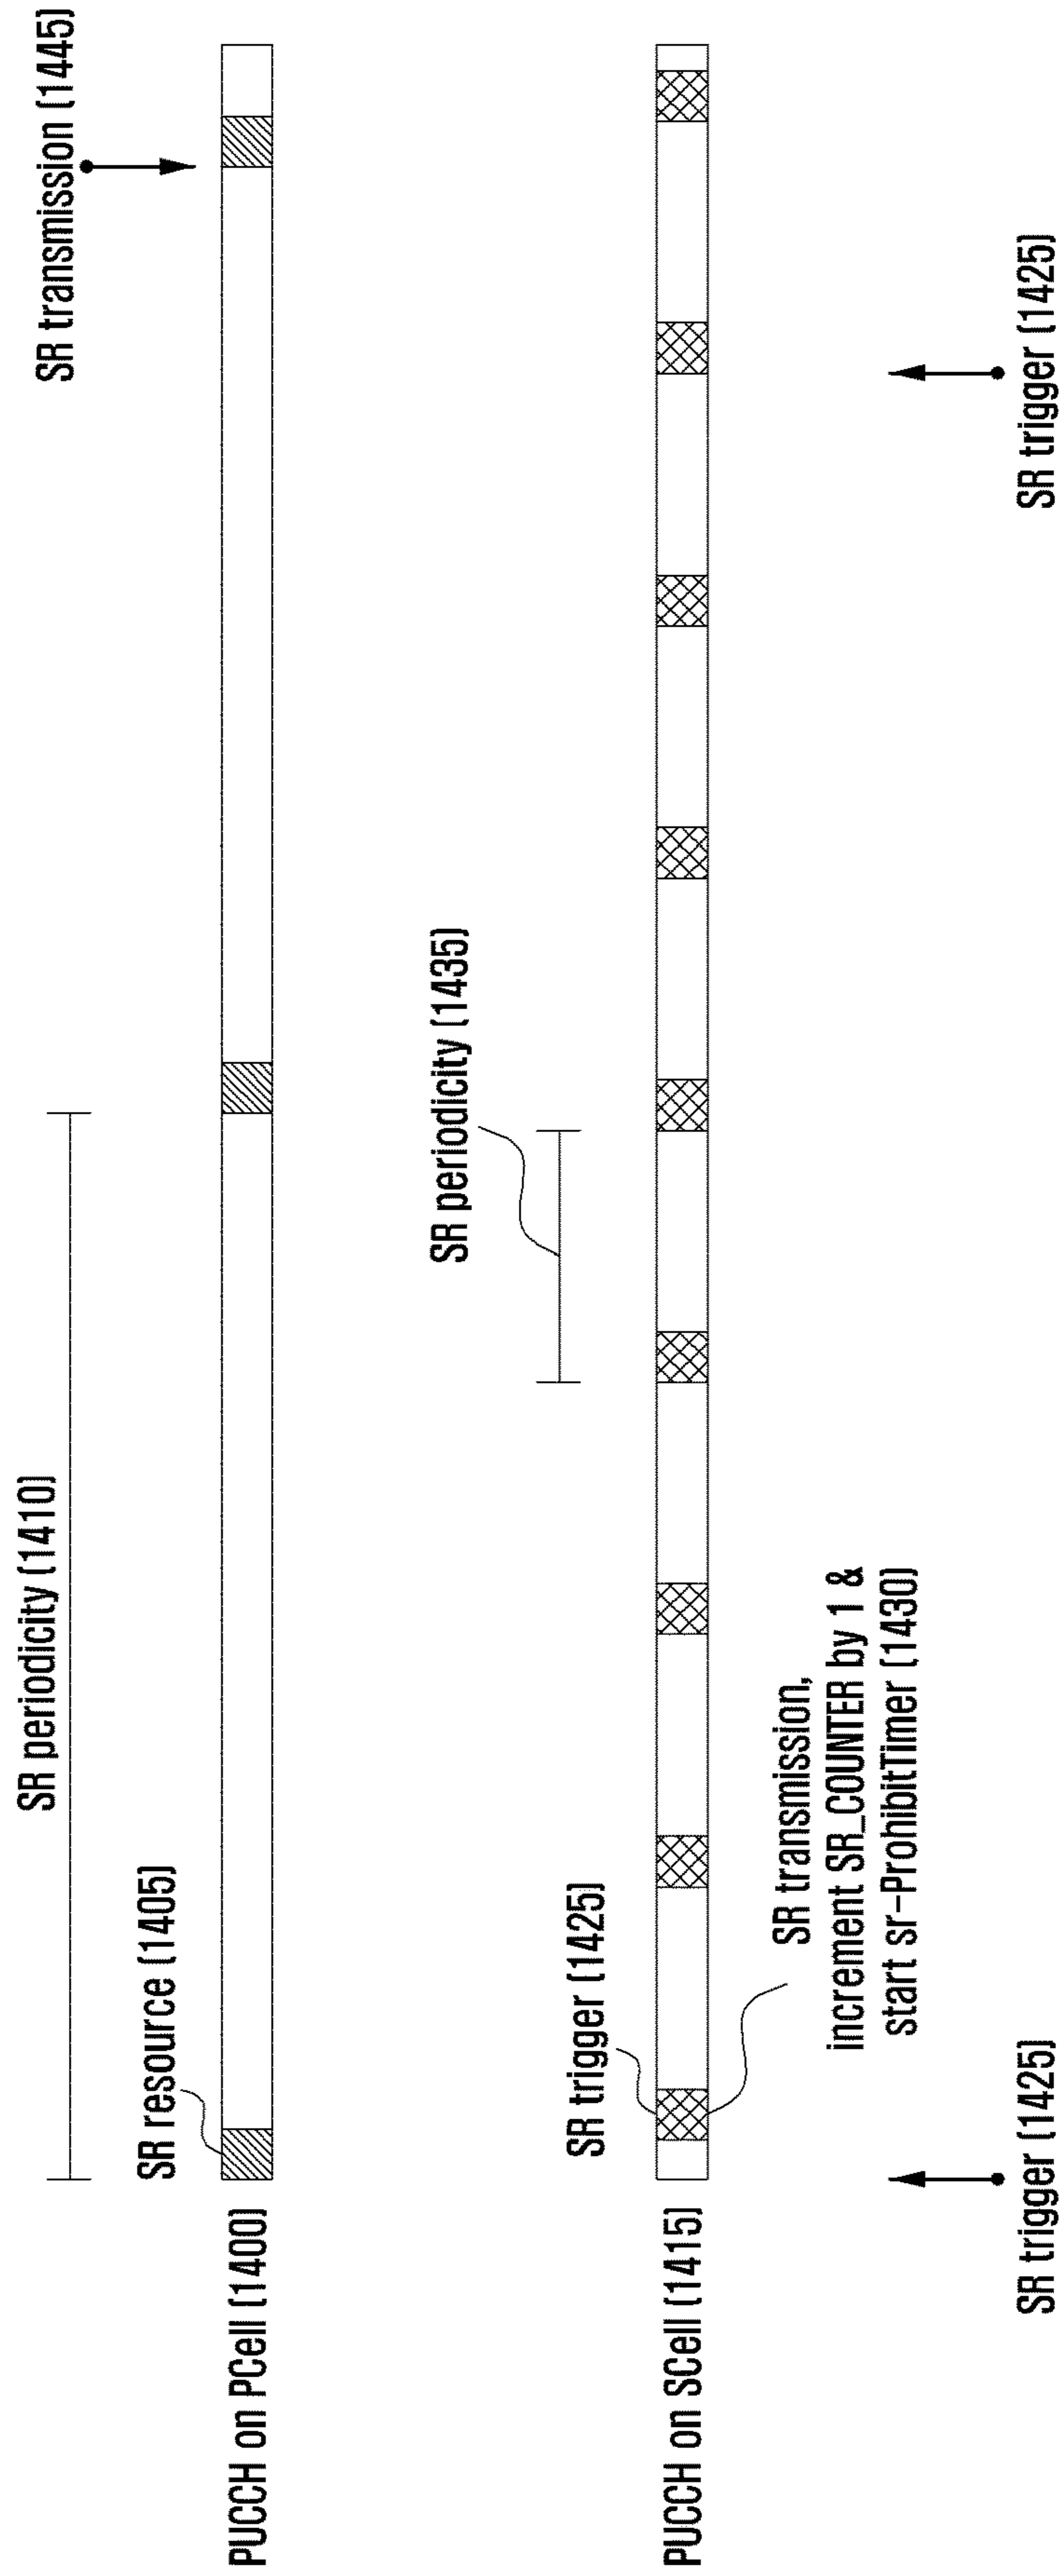 SR periodicity (1410)
SR transmission (1445)
SR resource (1405)
PUCCH on PCell (1400)
SR periodicity (1435)
SR trigger (1425)
PUCCH on SCell (1415)
SR transmission,
increment SR_COUNTER by 1 &
start sr-ProhibitTimer (1430)
SR trigger (1425)
SR trigger (1425)